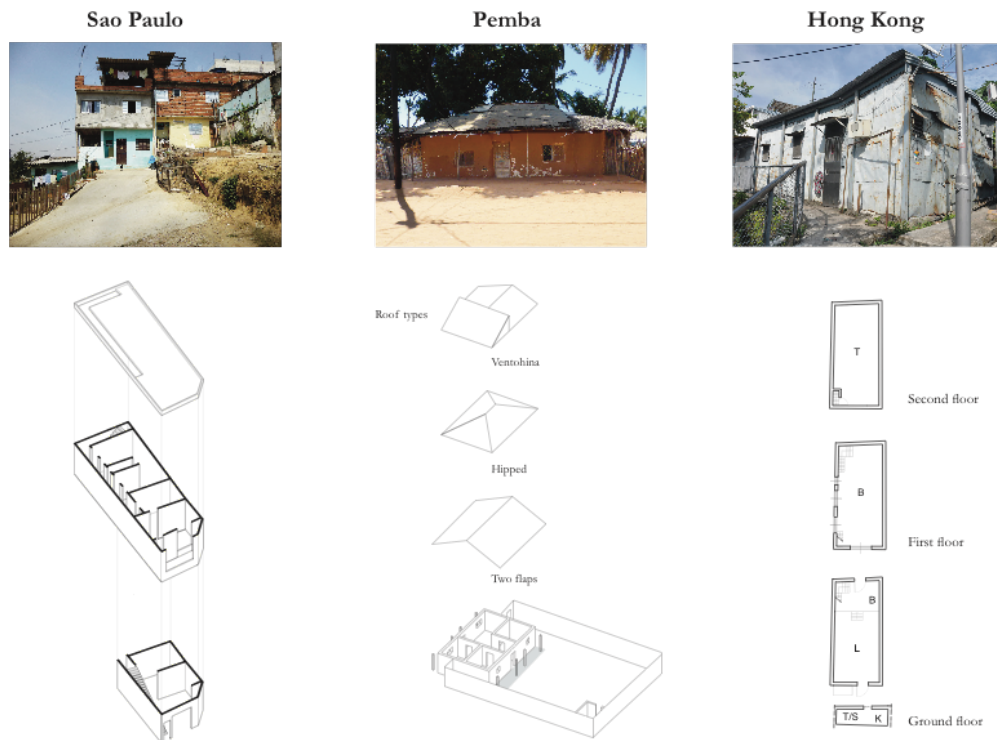 Sao Paulo
Pemba
Hong Kong
Roof types
Ventohina
Hipped
Two flaps
T
Second floor
B
First floor
B
L
T/S K
Ground floor